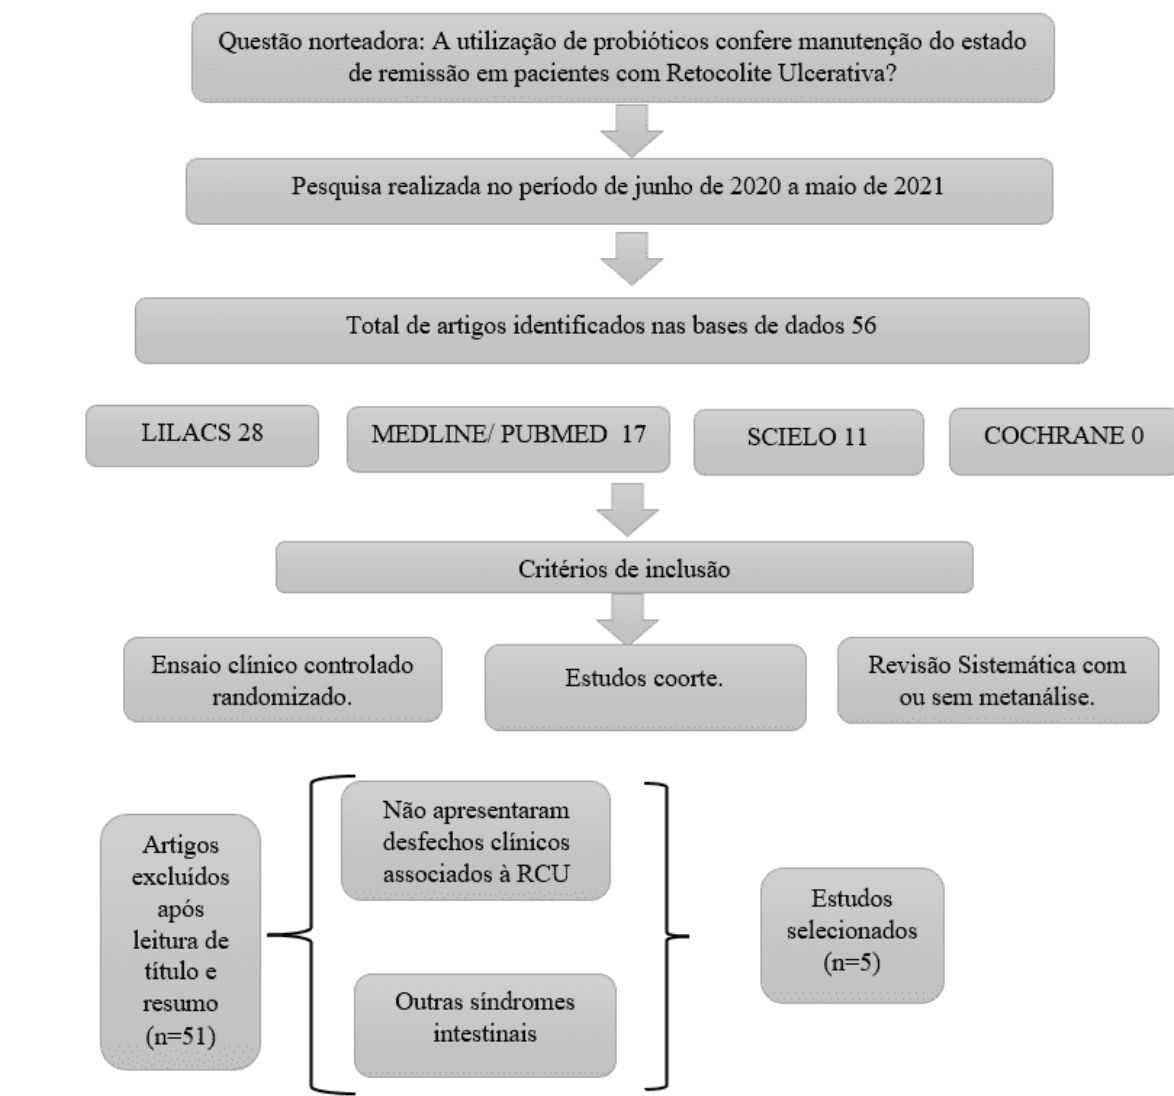 Questão norteadora: A utilização de probióticos confere manutenção do estado
de remissão em pacientes com Retocolite Ulcerativa?
Pesquisa realizada no período de junho de 2020 a maio de 2021
Total de artigos identificados nas bases de dados 56
LILACS 28
MEDLINE/ PUBMED 17
SCIELO 11
COCHRANE 0
Critérios de inclusão
Ensaio clínico controlado
randomizado.
Estudos coorte.
Revisão Sistemática com
ou sem metanálise.
Artigos
excluídos
após
leitura de
título e
resumo
(n=51)
Não apresentaram
desfechos clínicos
associados à RCU
Outras síndromes
intestinais
Estudos
selecionados
(n=5)